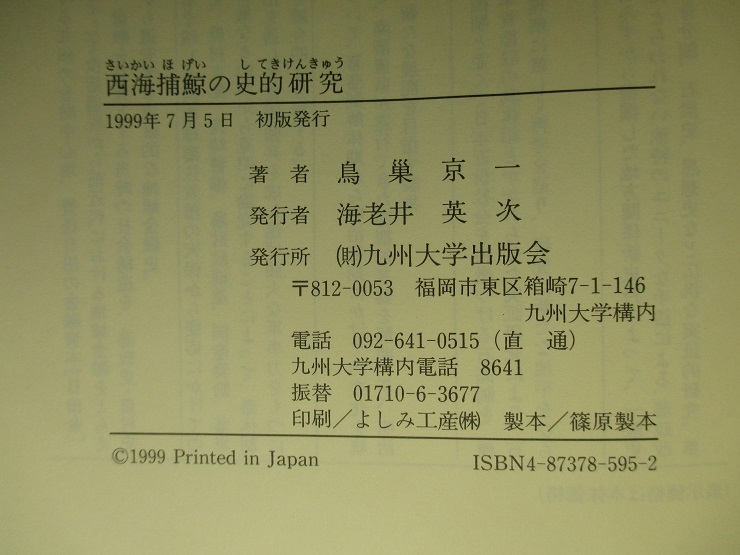 さいかい ほ げい し てきけんきゅう
西海捕鯨の史的研究
1999年7月5日 初版発行
著者 鳥巣京一
発行者 海老井英次
発行所 ㈶九州大学出版会
〒812-0053 福岡市東区箱崎7-1-146
九州大学構内
電話 092-641-0515（直通）
九州大学構内電話 8641
振替 01710-6-3677
印刷／よしみ工産㈱ 製本／篠原製本
©1999 Printed in Japan ISBN4-87378-595-2